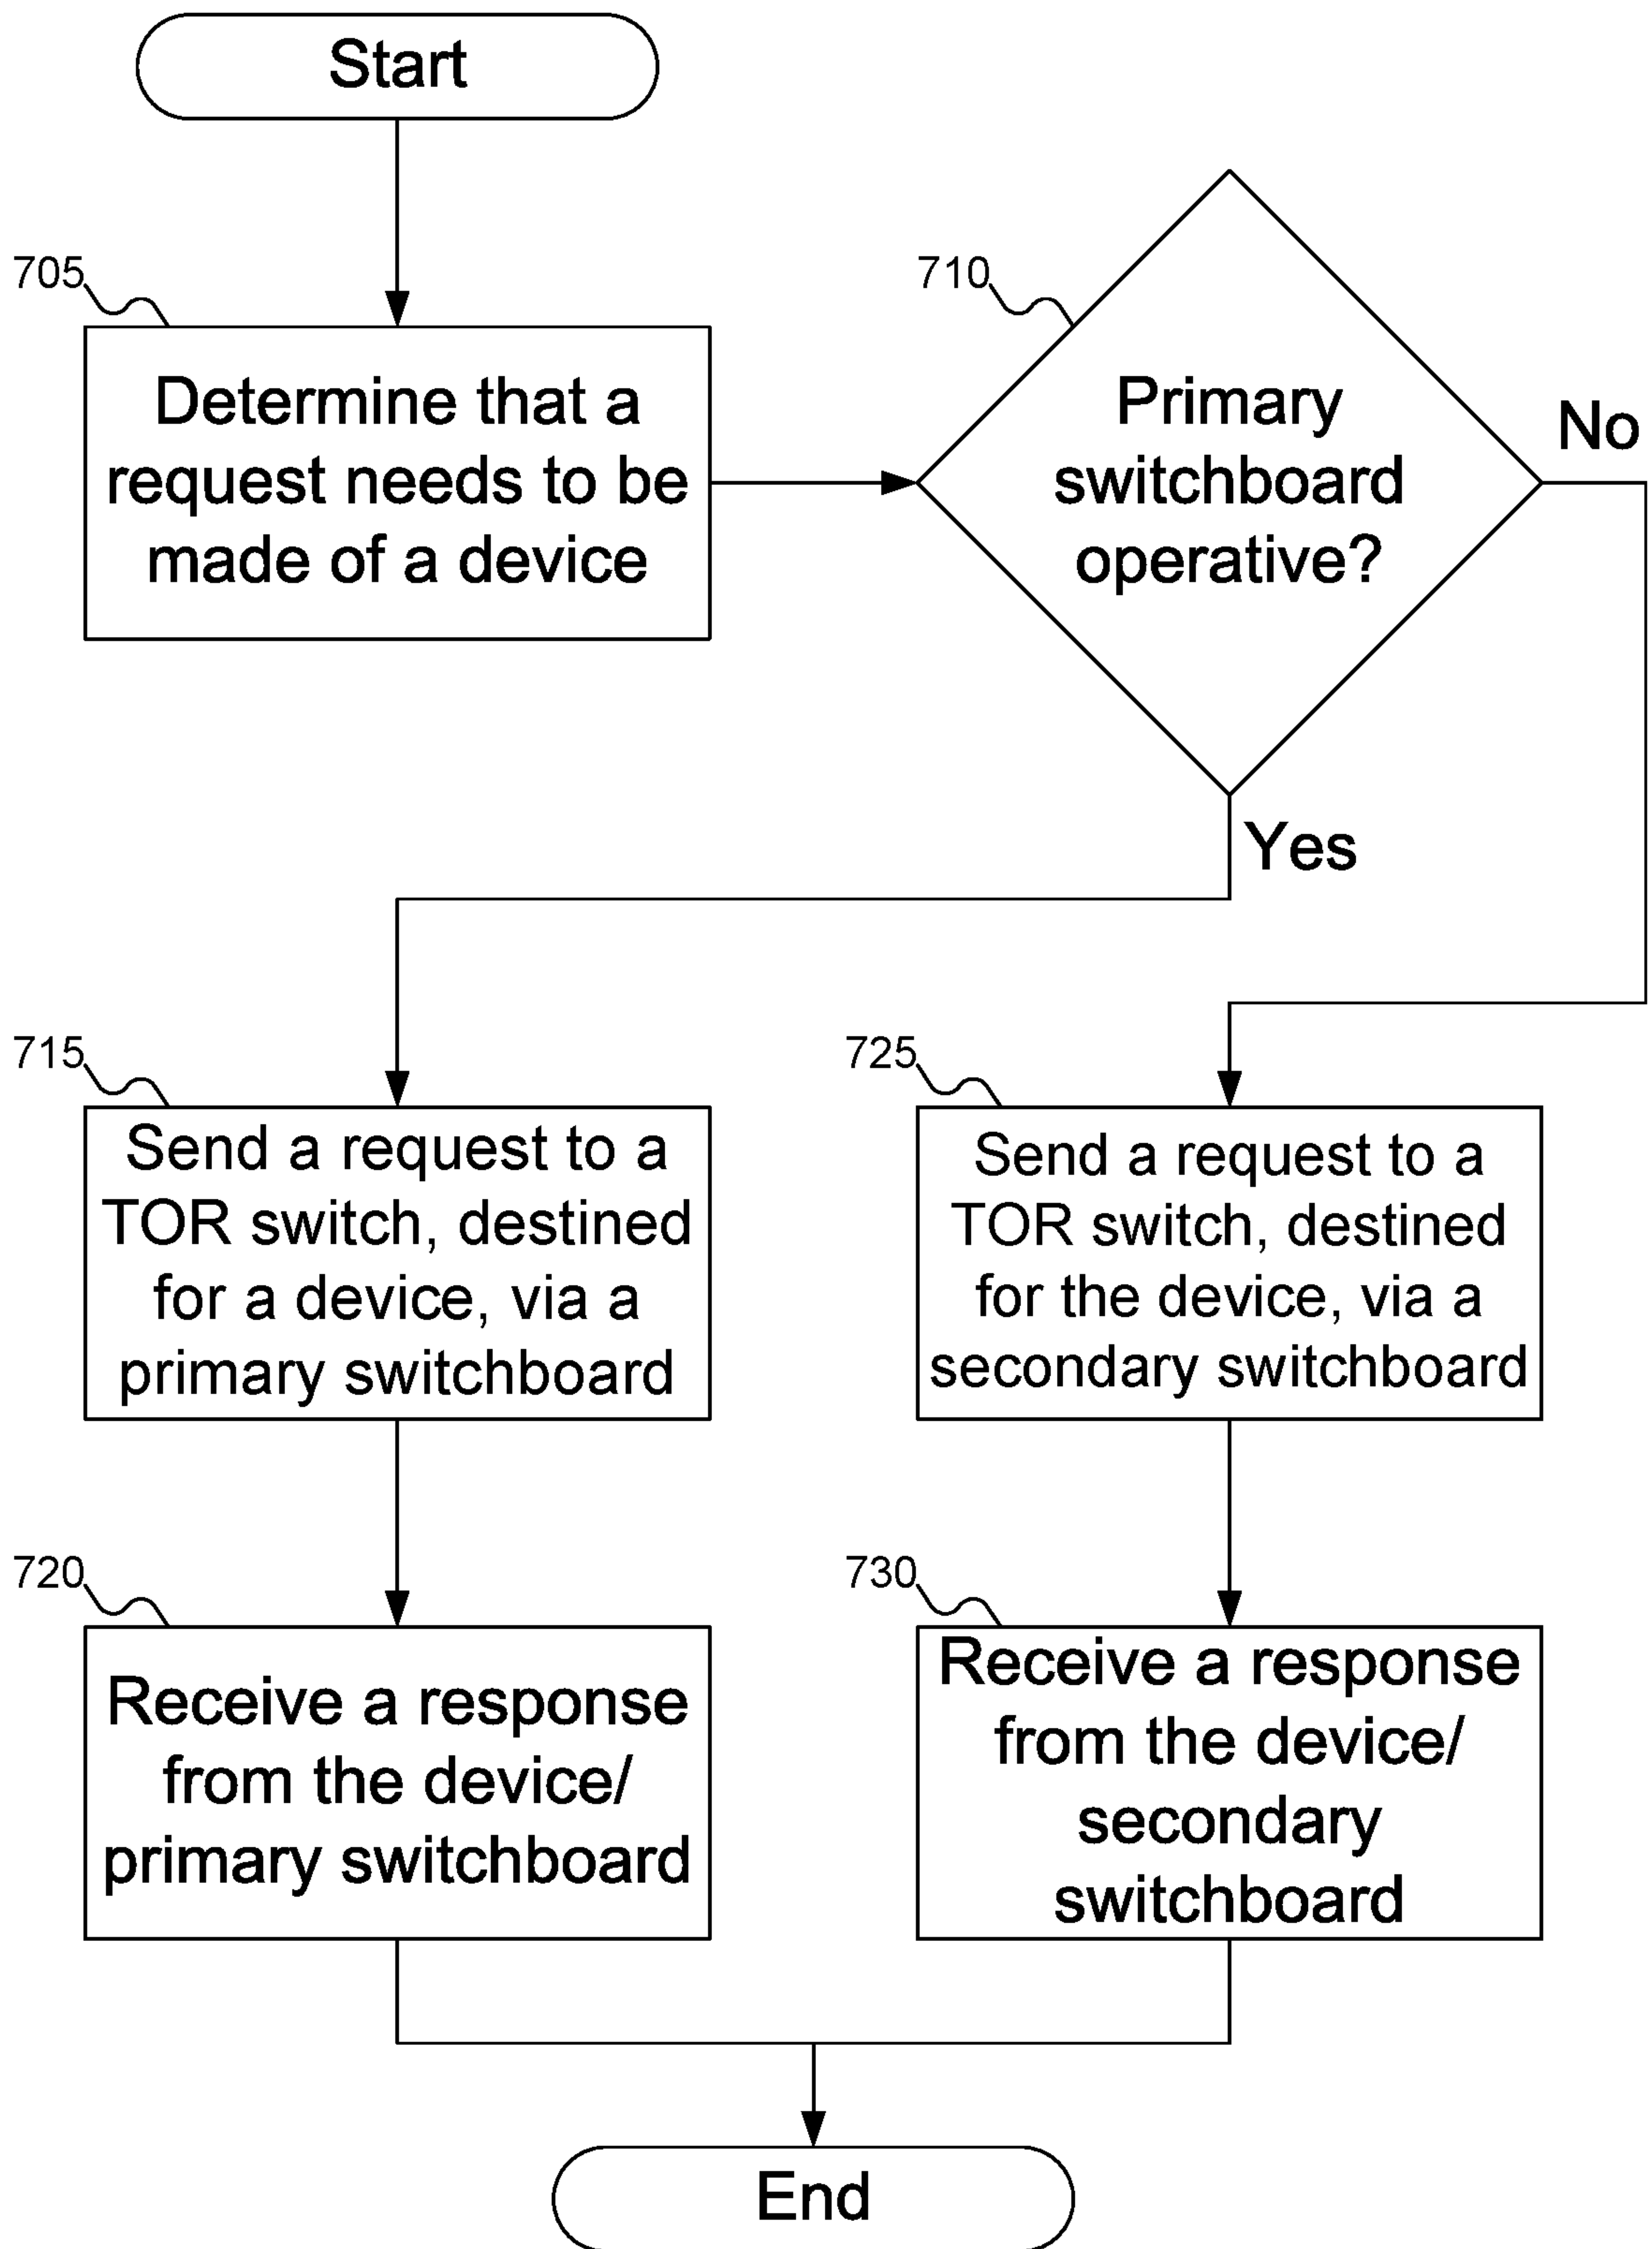 Start
705
Determine that a
request needs to be
made of a device
710
Primary
switchboard
operative?
No
Yes
715
Send a request to a
TOR switch, destined
for a device, via a
primary switchboard
725
Send a request to a
TOR switch, destined
for the device, via a
secondary switchboard
720
Receive a response
from the device/
primary switchboard
730
Receive a response
from the device/
secondary
switchboard
End